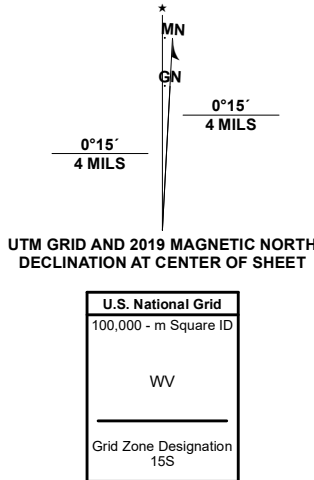 MN
GN
0°15´
4 MILS
0°15´
4 MILS
UTM GRID AND 2019 MAGNETIC NORTH
DECLINATION AT CENTER OF SHEET
U.S. National Grid
100,000 - m Square ID
WV
Grid Zone Designation
15S